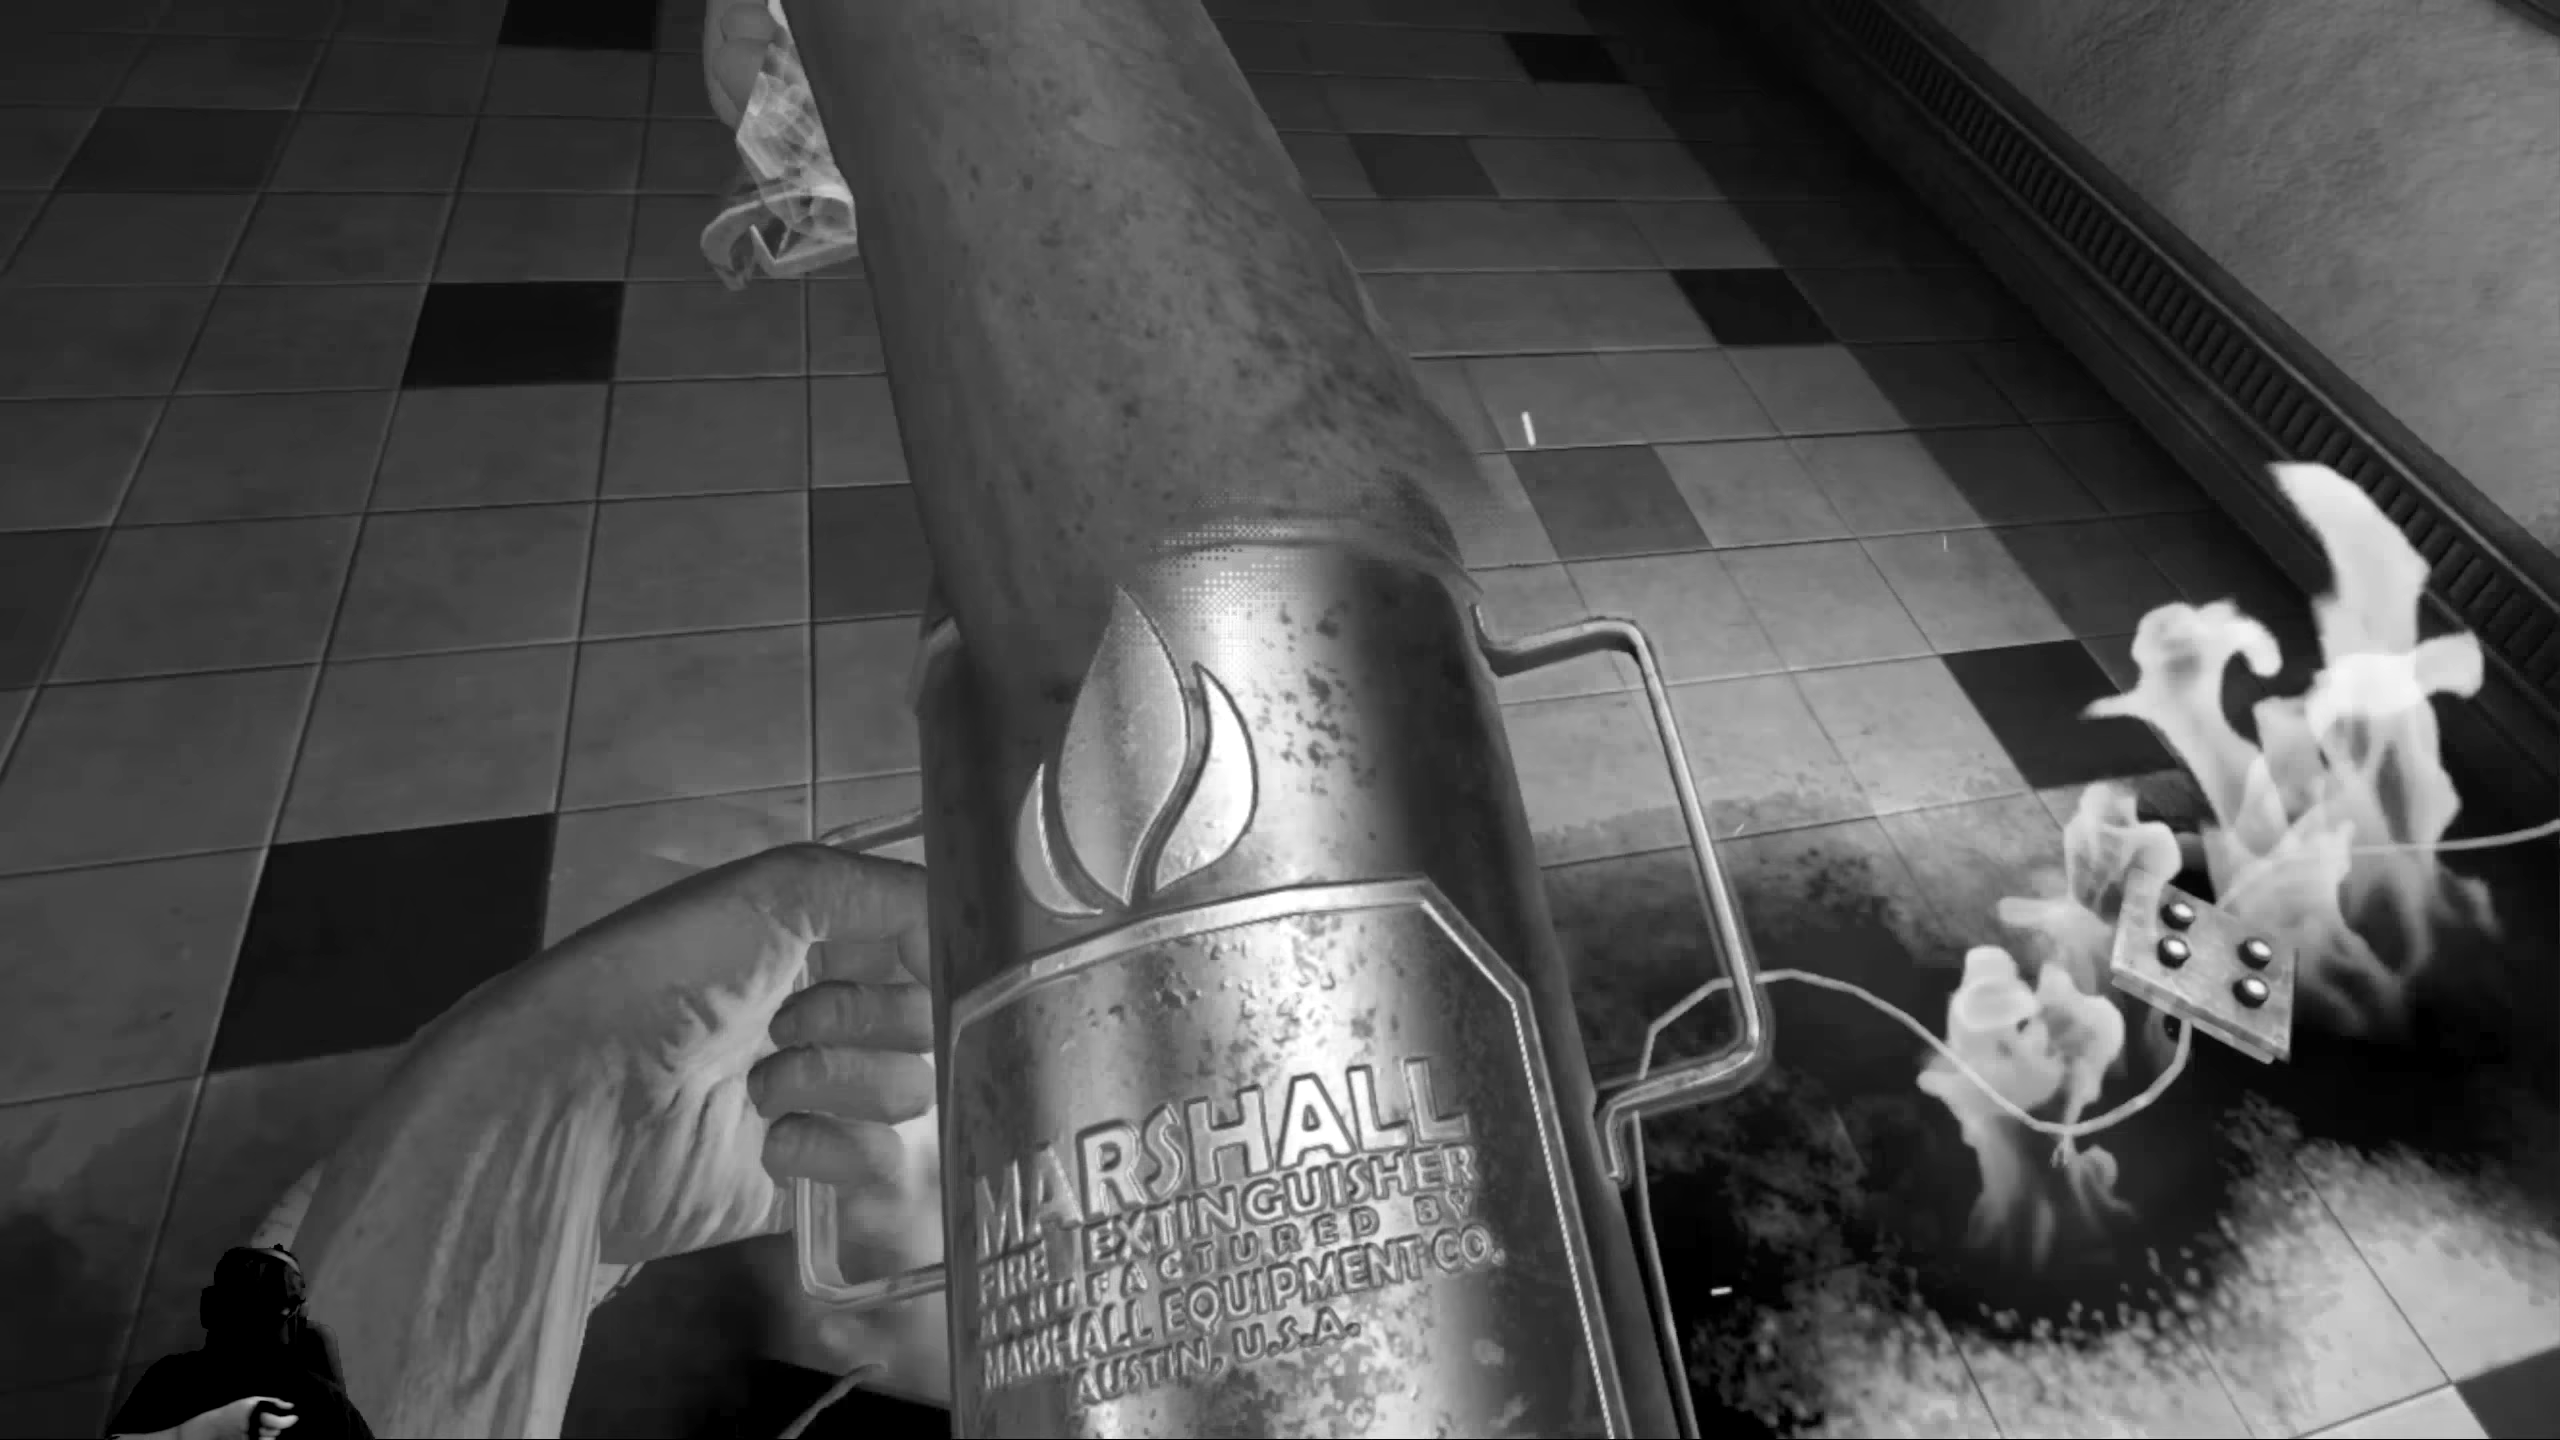 MARSHALL
FIRE EXTINGUISHER
MANUFACTURED BY
MARSHALL EQUIPMENT CO.
AUSTIN, U.S.A.